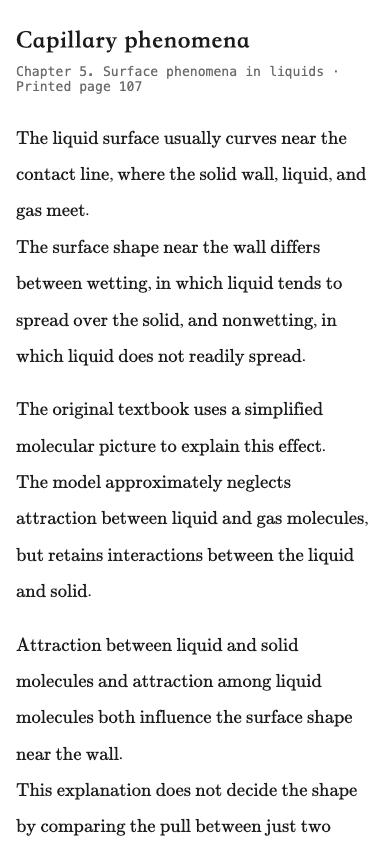 Capillary phenomena
Chapter 5. Surface phenomena in liquids ·
Printed page 107
The liquid surface usually curves near the
contact line, where the solid wall, liquid, and
gas meet.
The surface shape near the wall differs
between wetting, in which liquid tends to
spread over the solid, and nonwetting, in
which liquid does not readily spread.
The original textbook uses a simplified
molecular picture to explain this effect.
The model approximately neglects
attraction between liquid and gas molecules,
but retains interactions between the liquid
and solid.
Attraction between liquid and solid
molecules and attraction among liquid
molecules both influence the surface shape
near the wall.
This explanation does not decide the shape
by comparing the pull between just two